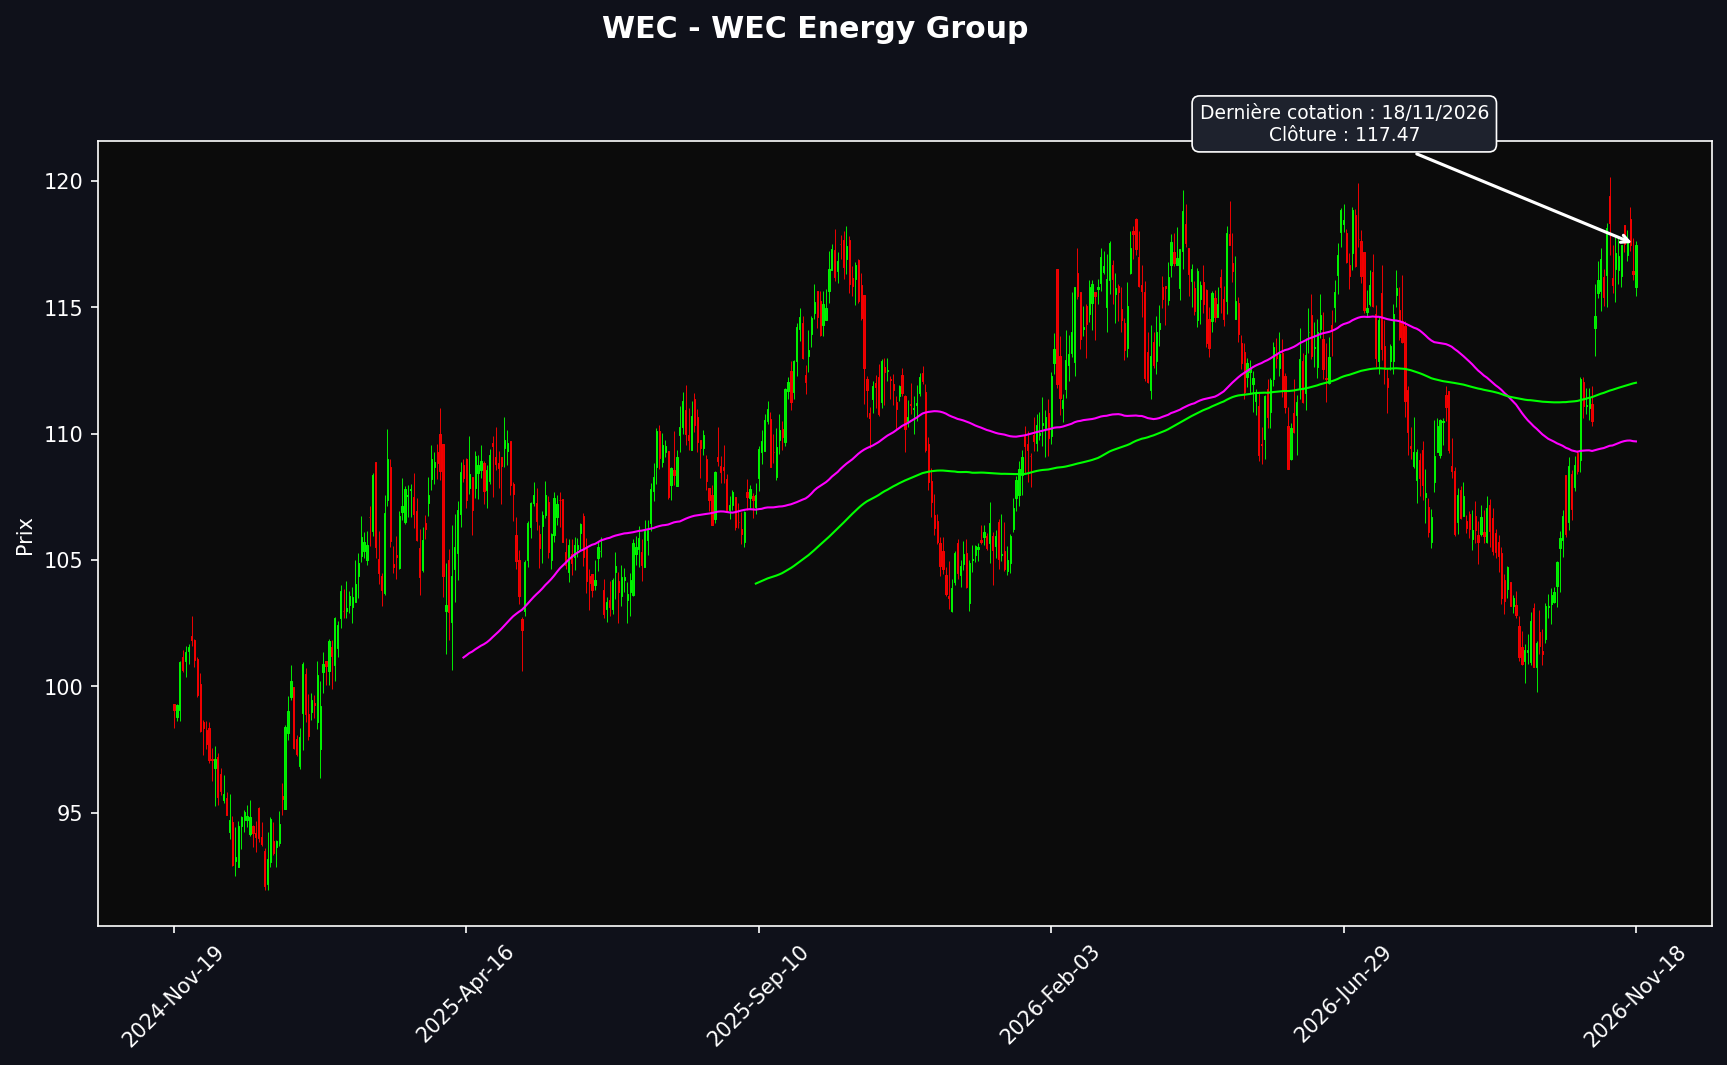 WEC - WEC Energy Group
Dernière cotation : 18/11/2026
Clôture : 117.47
Prix
120
115
110
105
100
95
2024-Nov-19
2025-Apr-16
2025-Sep-10
2026-Feb-03
2026-Jun-29
2026-Nov-18